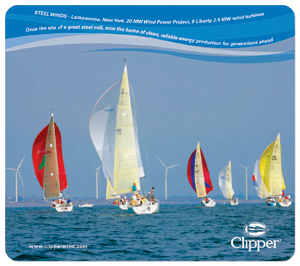 STEEL WINDS - Lackawanna, New York: 20 MW Wind Power Project, 8 Liberty 2.5 MW wind turbines
Once the site of a great steel mill, now the home of clean, reliable energy production for generations ahead.
www.clipperwind.com
Clipper